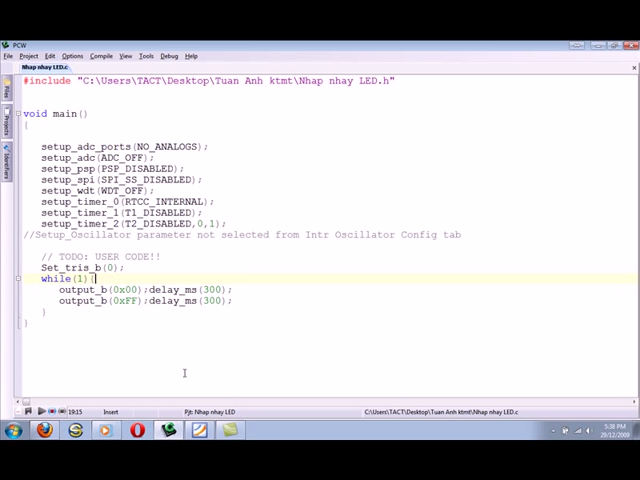 PCW
File Project Edit Options Compile View Tools Debug Help
Nhap nhay LED.c
Files
Projects
Identifiers
#include "C:\Users\TACT\Desktop\Tuan Anh ktmt\Nhap nhay LED.h"
void main()
{
setup_adc_ports(NO_ANALOGS);
setup_adc(ADC_OFF);
setup_psp(PSP_DISABLED);
setup_spi(SPI_SS_DISABLED);
setup_wdt(WDT_OFF);
setup_timer_0(RTCC_INTERNAL);
setup_timer_1(T1_DISABLED);
setup_timer_2(T2_DISABLED,0,1);
//Setup_Oscillator parameter not selected from Intr Oscillator Config tab
// TODO: USER CODE!!
Set_tris_b(0);
while(1){
output_b(0x00);delay_ms(300);
output_b(0xFF);delay_ms(300);
}
}
19:15 Insert Pjt: Nhap nhay LED C:\Users\TACT\Desktop\Tuan Anh ktmt\Nhap nhay LED.c
5:38 PM
29/12/2009